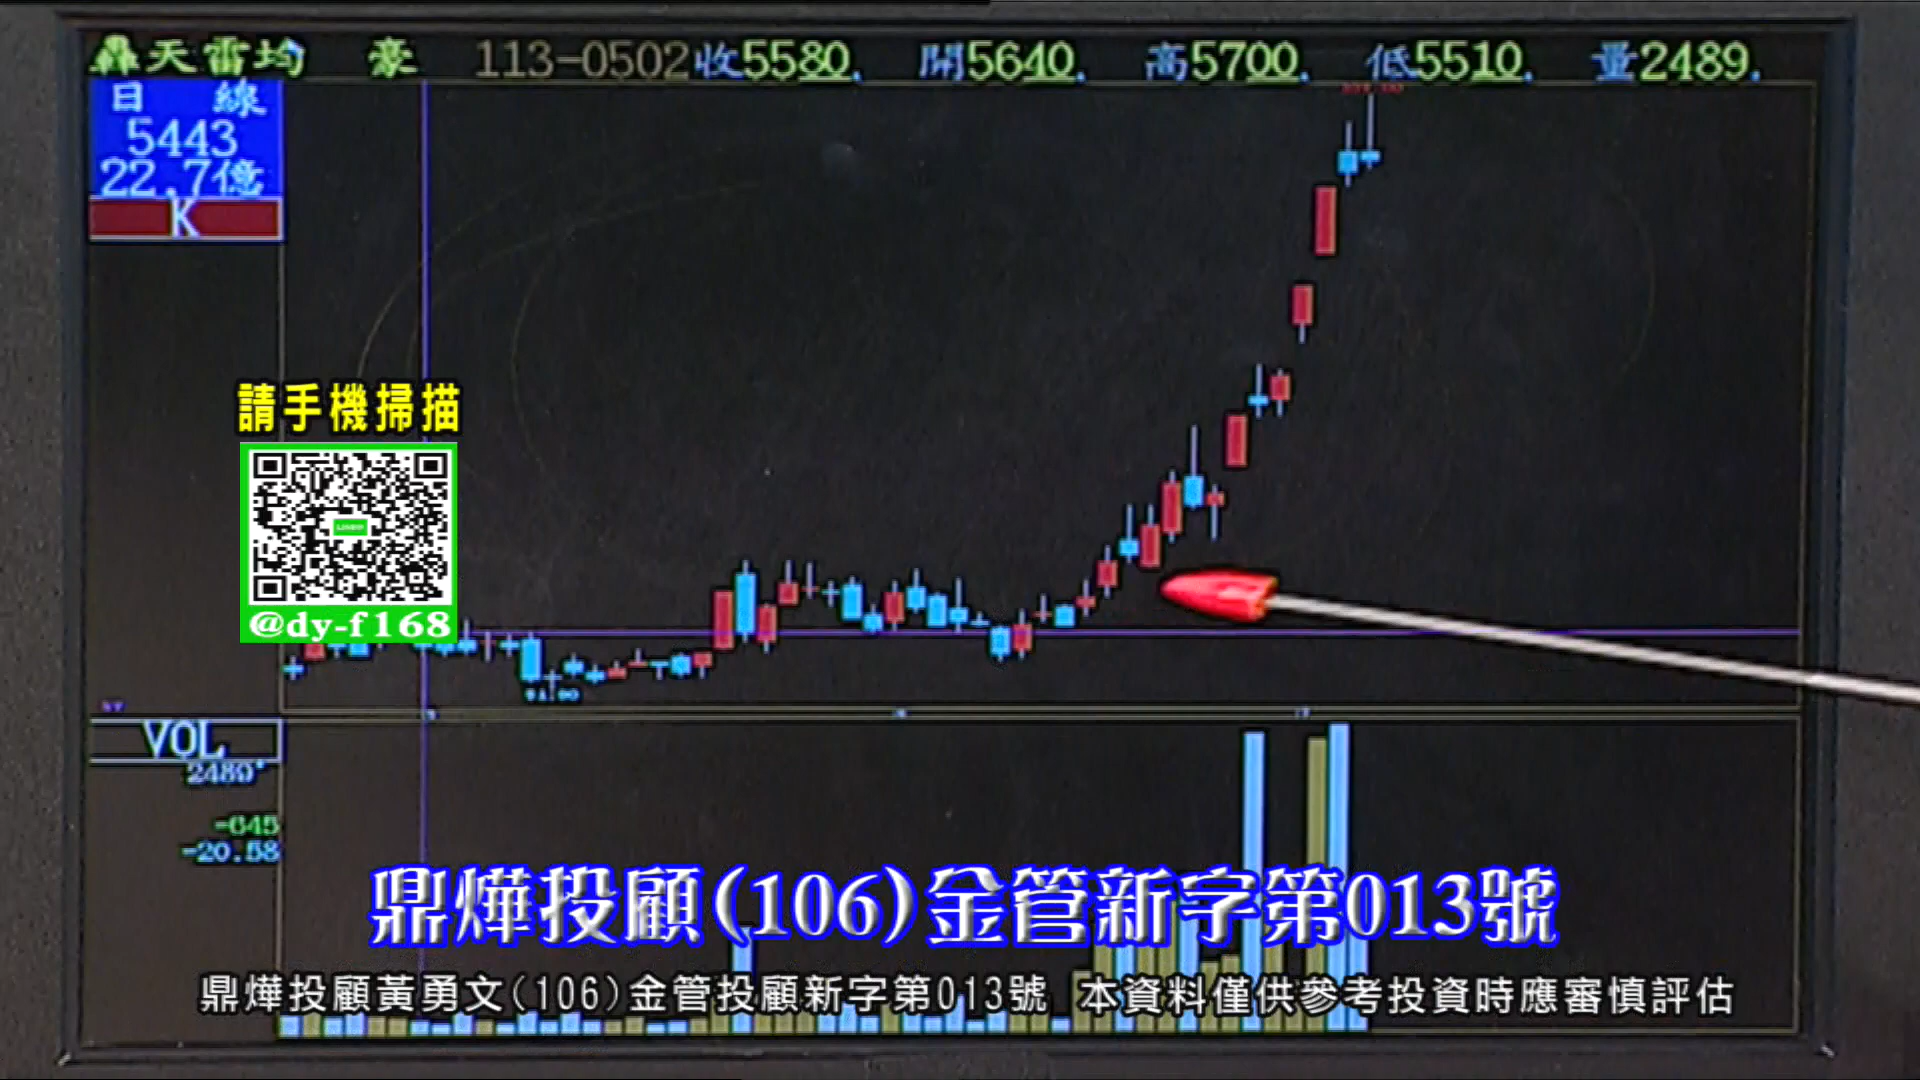 轟天雷均豪 113-0502 收5580. 開5640. 高5700. 低5510. 量2489.
日線
5443
22.7億
K
請手機掃描
@dy-f168
VOL
2480
-645
-20.58
鼎燁投顧(106)金管新字第013號
鼎燁投顧黃勇文(106)金管投顧新字第013號 本資料僅供參考投資時應審慎評估